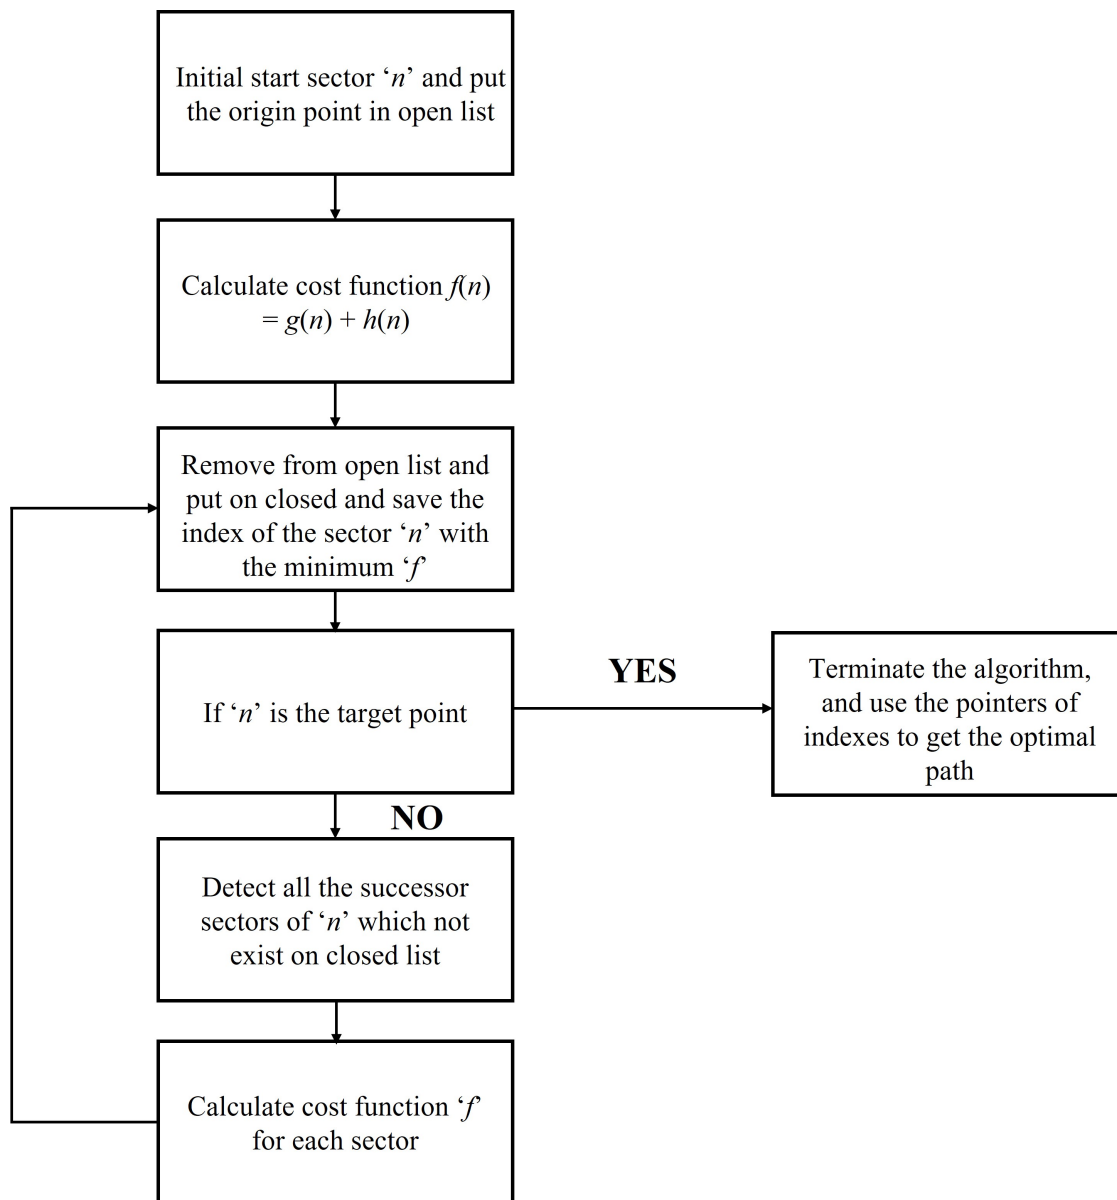 Initial start sector ‘n’ and put
the origin point in open list
Calculate cost function f(n)
= g(n) + h(n)
Remove from open list and
put on closed and save the
index of the sector ‘n’ with
the minimum ‘f’
If ‘n’ is the target point
YES
Terminate the algorithm,
and use the pointers of
indexes to get the optimal
path
NO
Detect all the successor
sectors of ‘n’ which not
exist on closed list
Calculate cost function ‘f’
for each sector